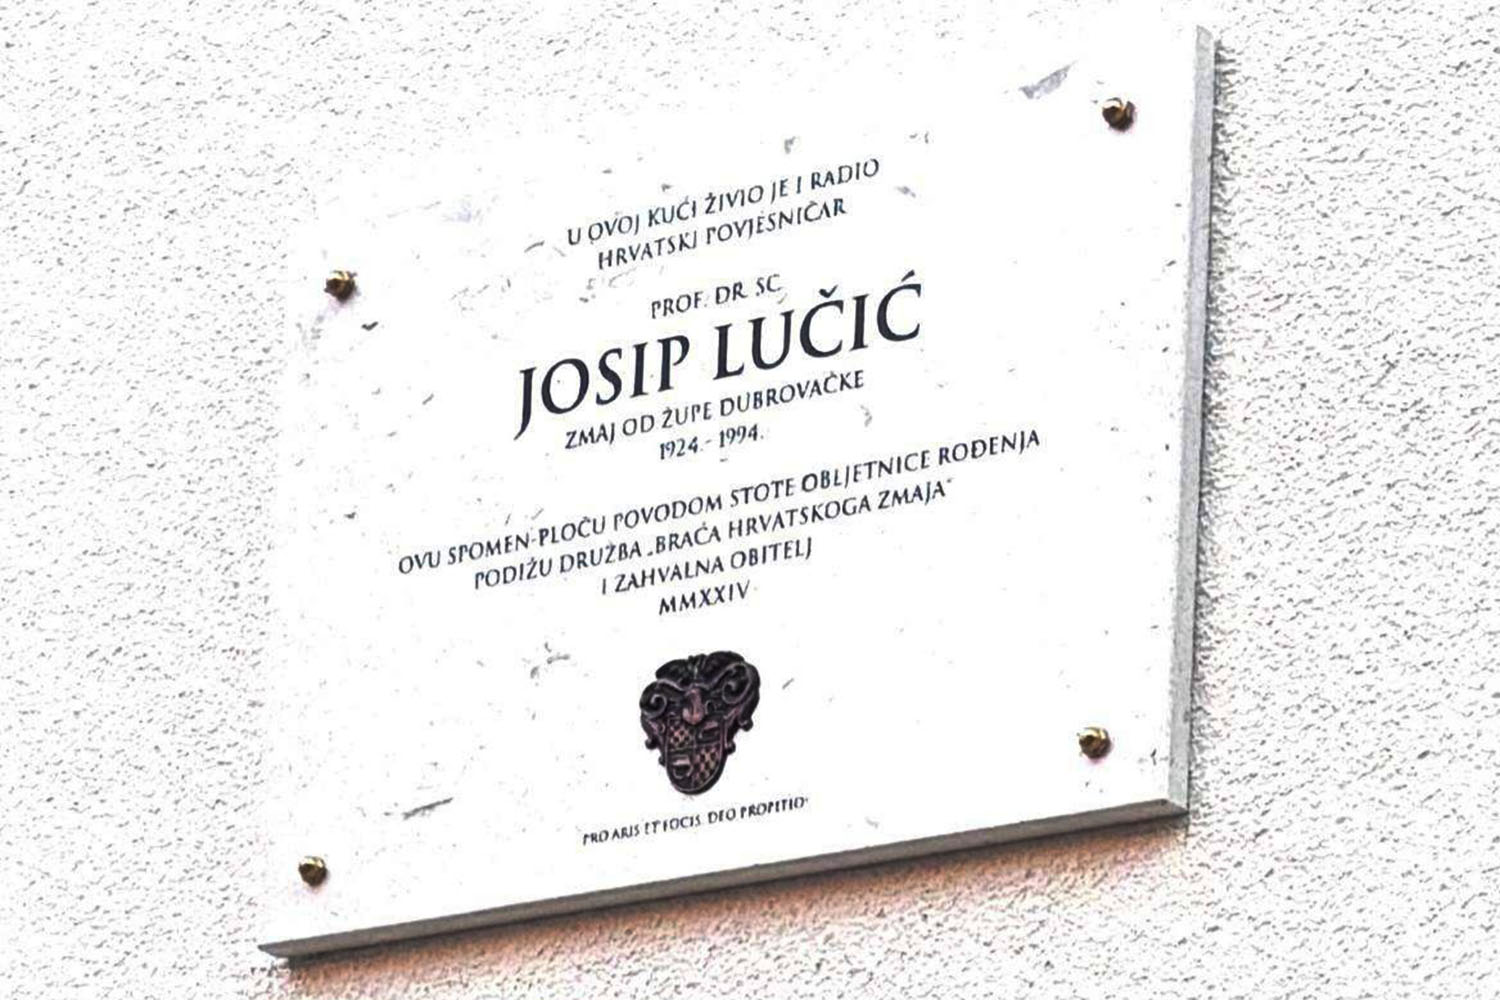 U OVOJ KUĆI ŽIVIO JE I RADIO
HRVATSKI POVJESNIČAR
PROF. DR. SC.
JOSIP LUČIĆ
ZMAJ OD ŽUPE DUBROVAČKE
1924. - 1994.
OVU SPOMEN-PLOČU POVODOM STOTE OBLJETNICE ROĐENJA
PODIŽU DRUŽBA „BRAĆA HRVATSKOGA ZMAJA"
I ZAHVALNA OBITELJ
MMXXIV
PRO ARIS ET FOCIS DEO PROPITIO